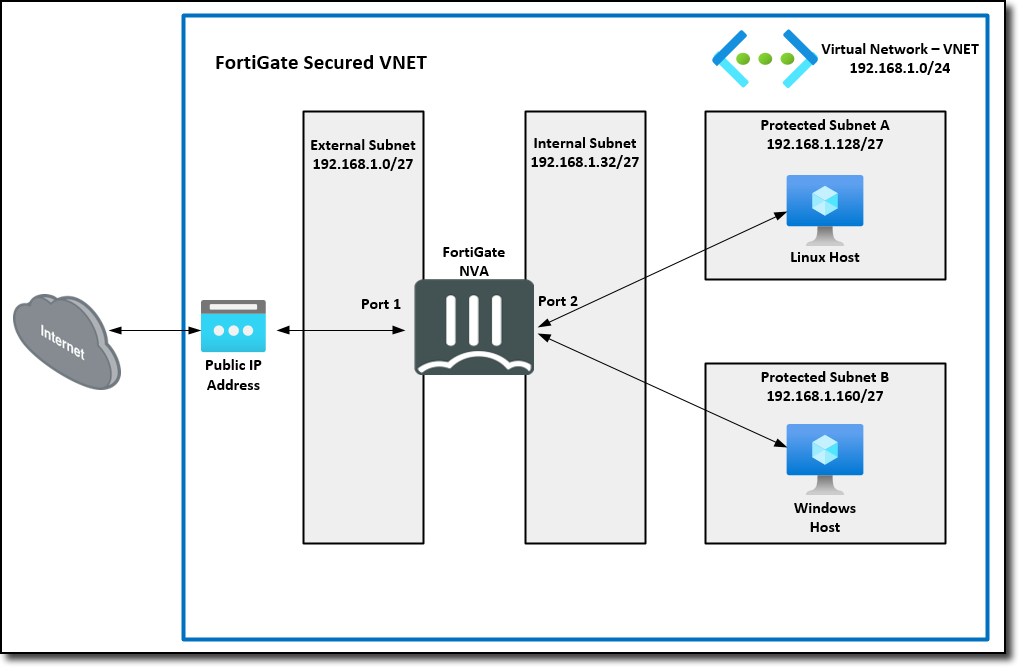 FortiGate Secured VNET
Virtual Network – VNET
192.168.1.0/24
External Subnet
192.168.1.0/27
Internal Subnet
192.168.1.32/27
Protected Subnet A
192.168.1.128/27
Linux Host
FortiGate
NVA
Port 1
Port 2
Internet
Public IP
Address
Protected Subnet B
192.168.1.160/27
Windows
Host